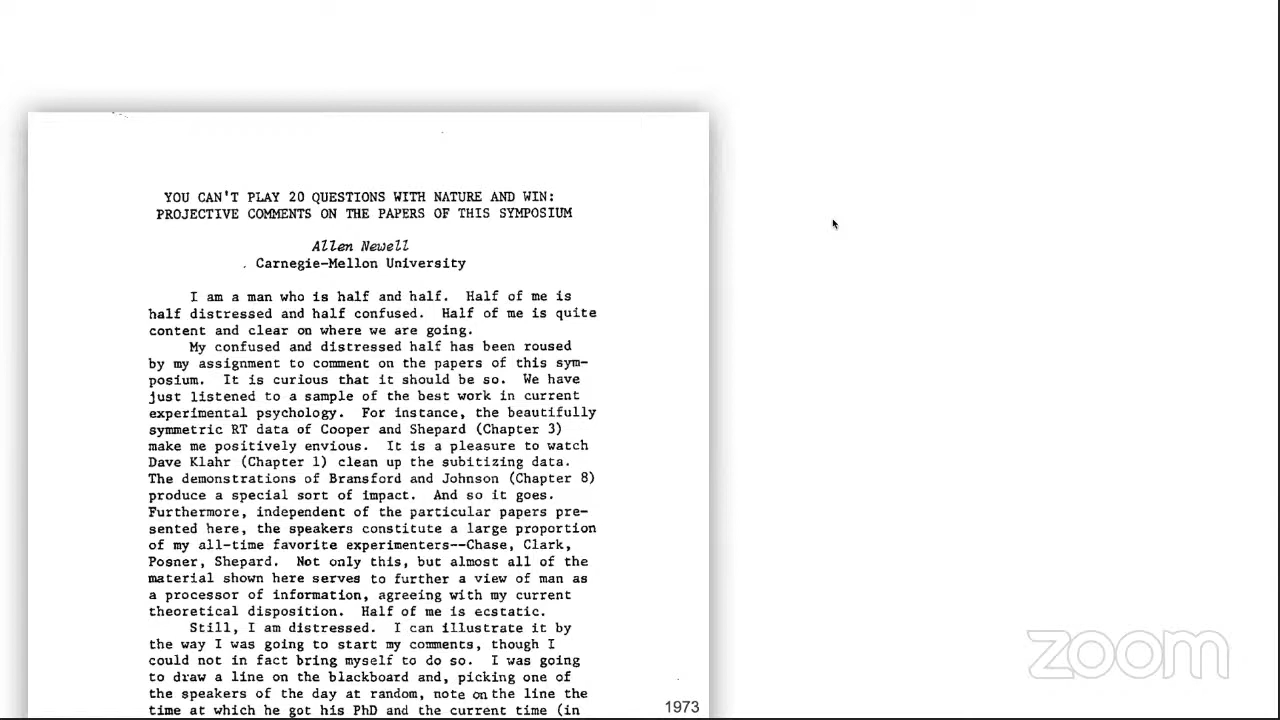 YOU CAN'T PLAY 20 QUESTIONS WITH NATURE AND WIN:
PROJECTIVE COMMENTS ON THE PAPERS OF THIS SYMPOSIUM
Allen Newell
Carnegie-Mellon University
I am a man who is half and half. Half of me is
half distressed and half confused. Half of me is quite
content and clear on where we are going.
My confused and distressed half has been roused
by my assignment to comment on the papers of this sym-
posium. It is curious that it should be so. We have
just listened to a sample of the best work in current
experimental psychology. For instance, the beautifully
symmetric RT data of Cooper and Shepard (Chapter 3)
make me positively envious. It is a pleasure to watch
Dave Klahr (Chapter 1) clean up the subitizing data.
The demonstrations of Bransford and Johnson (Chapter 8)
produce a special sort of impact. And so it goes.
Furthermore, independent of the particular papers pre-
sented here, the speakers constitute a large proportion
of my all-time favorite experimenters--Chase, Clark,
Posner, Shepard. Not only this, but almost all of the
material shown here serves to further a view of man as
a processor of information, agreeing with my current
theoretical disposition. Half of me is ecstatic.
Still, I am distressed. I can illustrate it by
the way I was going to start my comments, though I
could not in fact bring myself to do so. I was going
to draw a line on the blackboard and, picking one of
the speakers of the day at random, note on the line the
time at which he got his PhD and the current time (in
1973
zoom